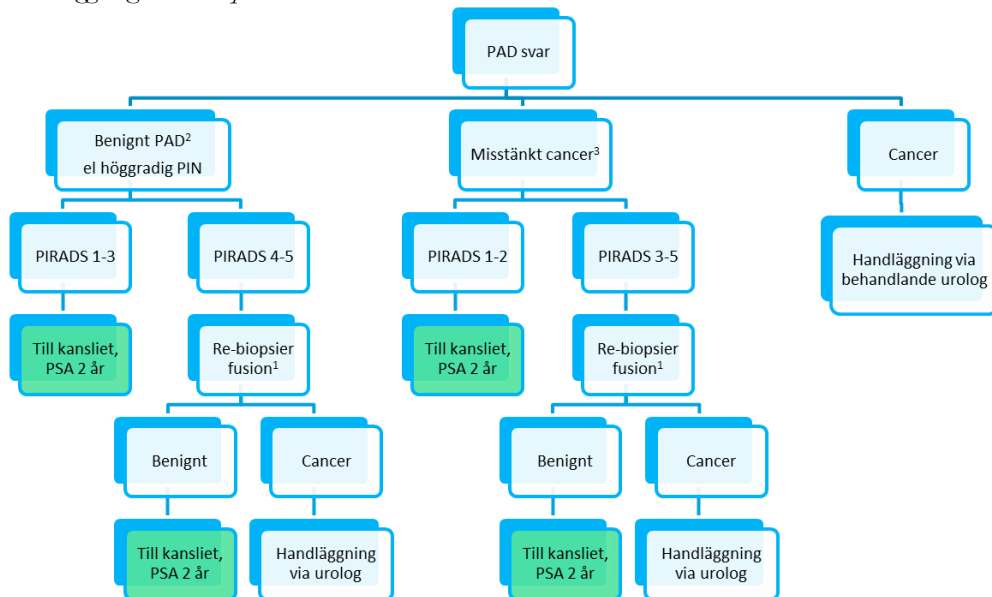 PAD svar
Benignt PAD2
el höggradig PIN
Misstänkt cancer3
Cancer
PIRADS 1-3
PIRADS 4-5
PIRADS 1-2
PIRADS 3-5
Handläggning via
behandlande urolog
Till kansliet,
PSA 2 år
Re-biopsier
fusion1
Till kansliet,
PSA 2 år
Re-biopsier
fusion1
Benignt
Cancer
Benignt
Cancer
Till kansliet,
PSA 2 år
Handläggning
via urolog
Till kansliet,
PSA 2 år
Handläggning
via urolog